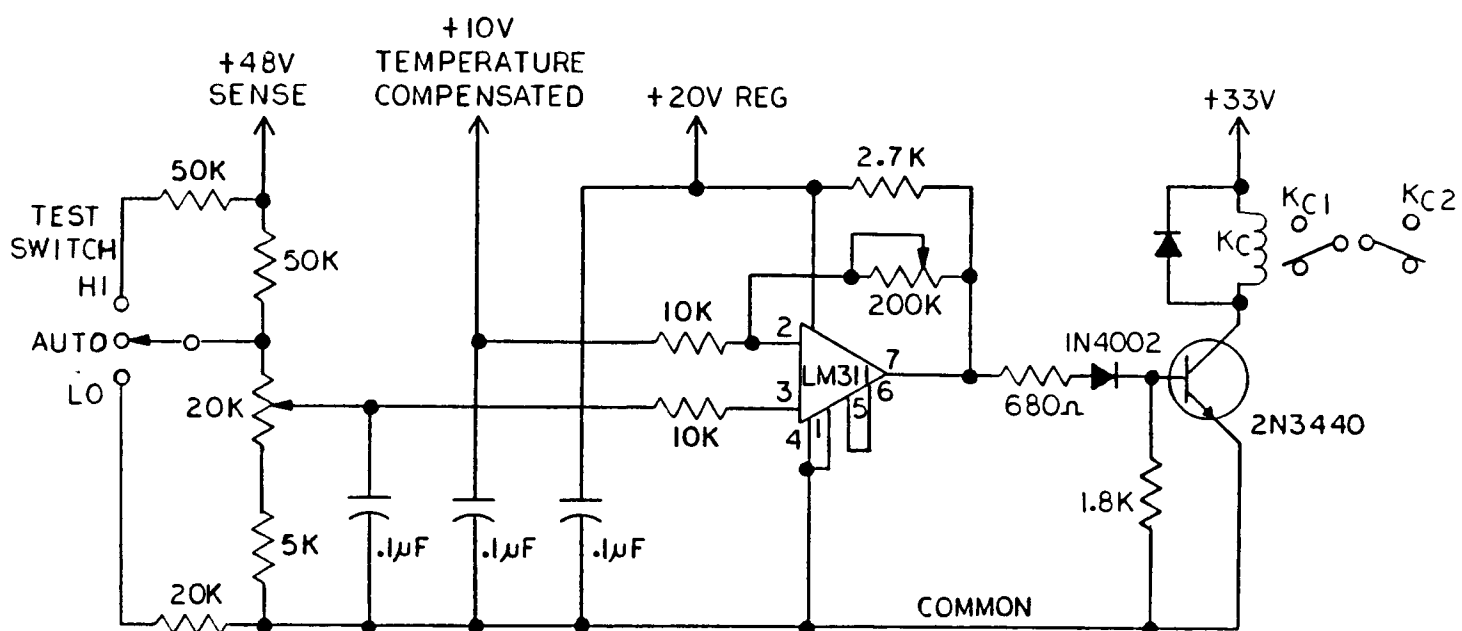 +48V
SENSE
+10V
TEMPERATURE
COMPENSATED
+20V REG
+33V
50K
2.7K
TEST
SWITCH
HI
AUTO
LO
50K
200K
KC
KC1
KC2
10K
2
LM311
7
6
5
3
4
1
10K
20K
680Ω
1N4002
2N3440
5K
.1µF
.1µF
.1µF
1.8K
20K
COMMON